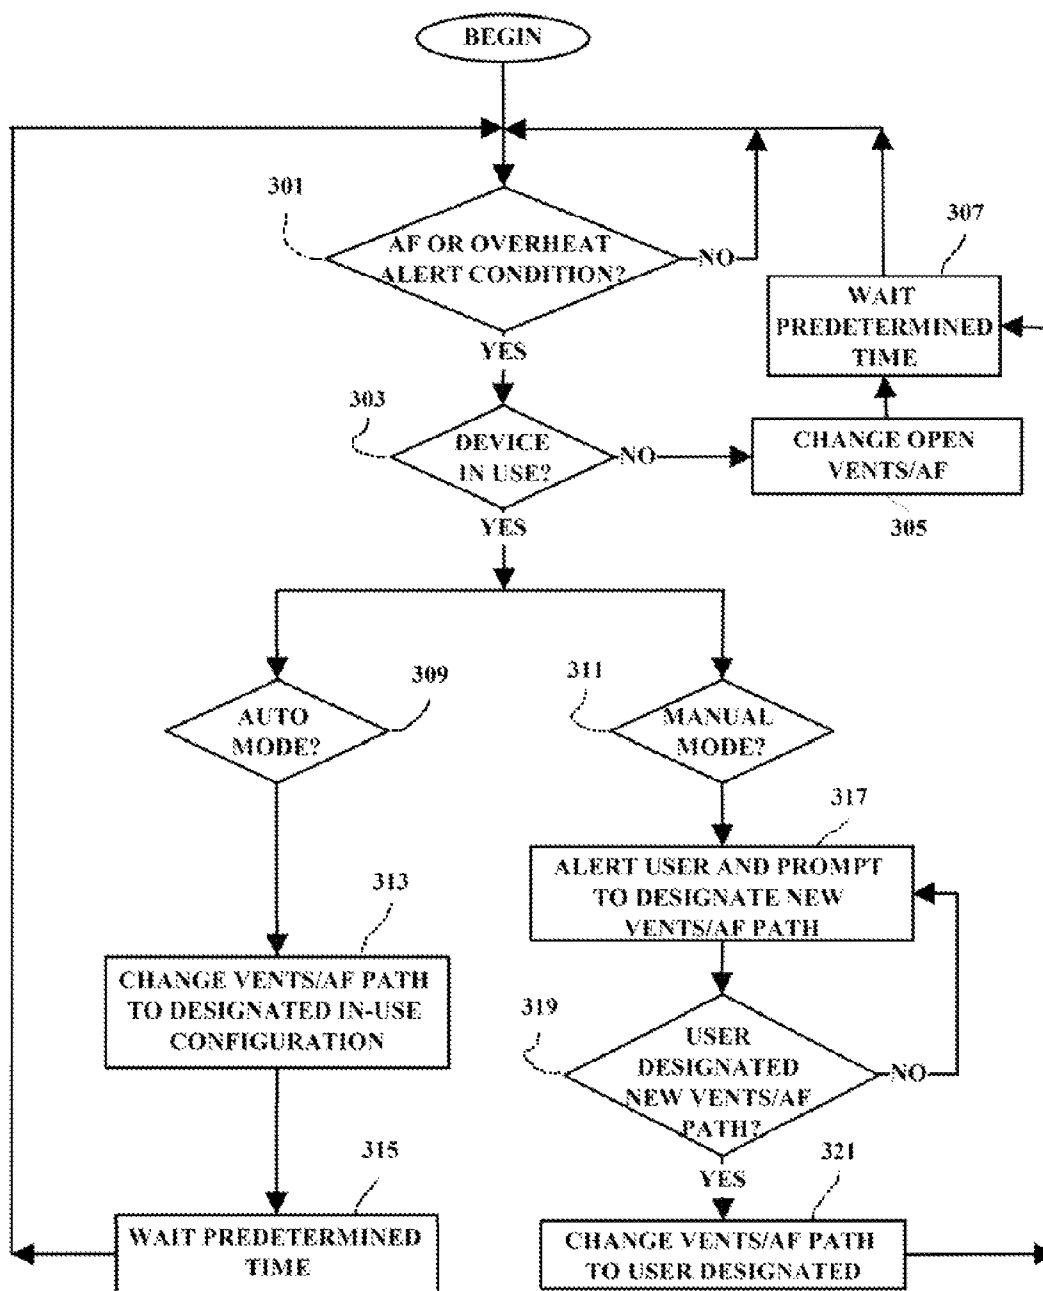 BEGIN
301
AF OR OVERHEAT
ALERT CONDITION?
NO
YES
307
WAIT
PREDETERMINED
TIME
303
DEVICE
IN USE?
NO
YES
CHANGE OPEN
VENTS/AF
305
309
AUTO
MODE?
311
MANUAL
MODE?
317
ALERT USER AND PROMPT
TO DESIGNATE NEW
VENTS/AF PATH
313
CHANGE VENTS/AF PATH
TO DESIGNATED IN-USE
CONFIGURATION
319
USER
DESIGNATED
NEW VENTS/AF
PATH?
NO
YES
315
WAIT PREDETERMINED
TIME
321
CHANGE VENTS/AF PATH
TO USER DESIGNATED